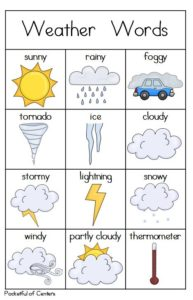 Weather Words
sunny rainy foggy
tornado ice cloudy
stormy lightning snowy
windy partly cloudy thermometer
Pocketful of Centers